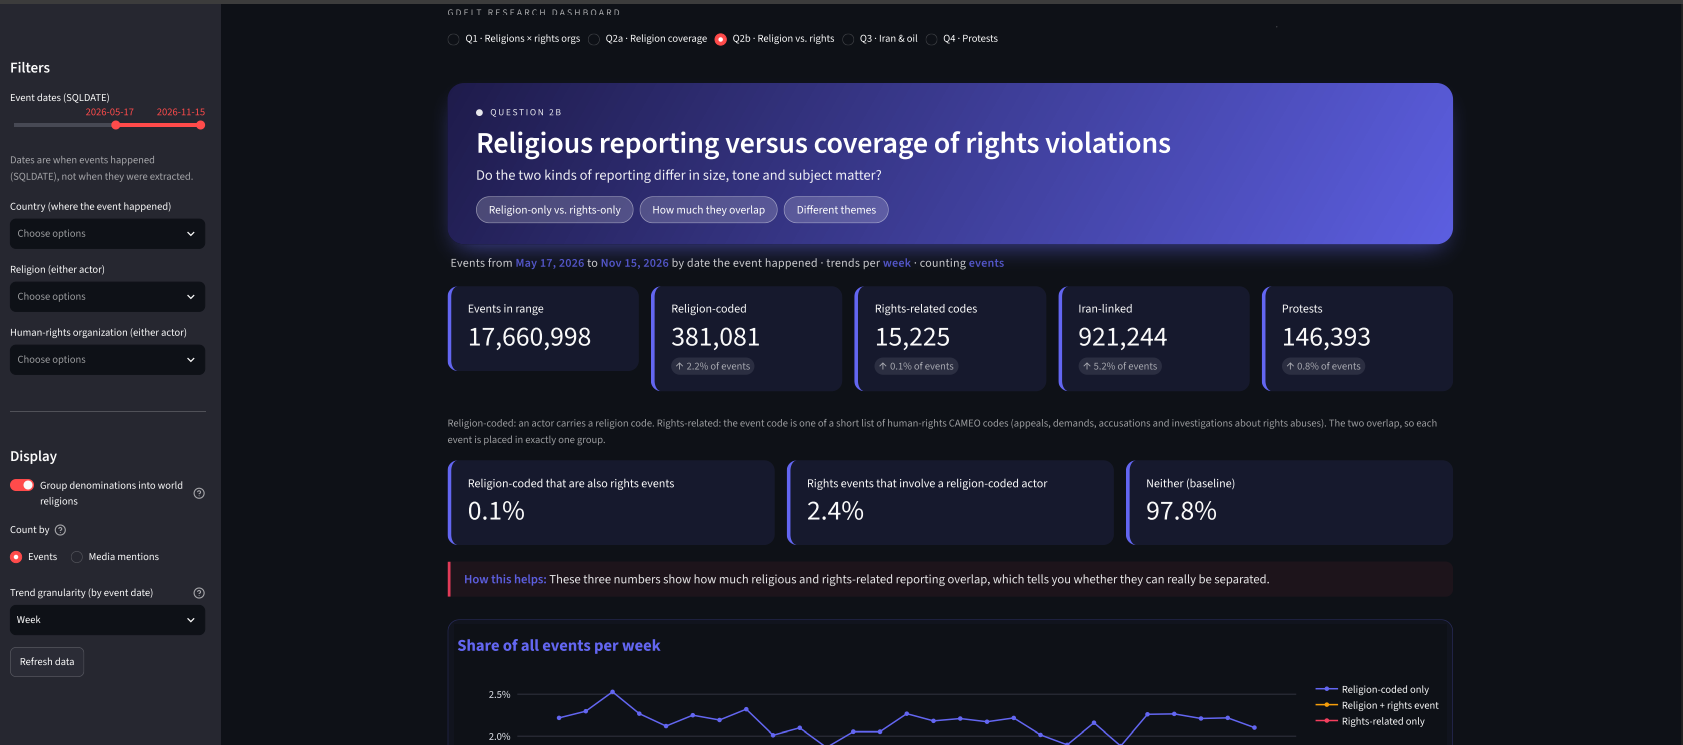 GDELT RESEARCH DASHBOARD
Q1 · Religions × rights orgs
Q2a · Religion coverage
Q2b · Religion vs. rights
Q3 · Iran & oil
Q4 · Protests
Filters
Event dates (SQLDATE)
2026-05-17
2026-11-15
Dates are when events happened
(SQLDATE), not when they were extracted.
Country (where the event happened)
Choose options
Religion (either actor)
Choose options
Human-rights organization (either actor)
Choose options
Display
Group denominations into world
religions
Count by
Events
Media mentions
Trend granularity (by event date)
Week
Refresh data
QUESTION 2B
Religious reporting versus coverage of rights violations
Do the two kinds of reporting differ in size, tone and subject matter?
Religion-only vs. rights-only
How much they overlap
Different themes
Events from May 17, 2026 to Nov 15, 2026 by date the event happened · trends per week · counting events
Events in range
17,660,998
Religion-coded
381,081
↑ 2.2% of events
Rights-related codes
15,225
↑ 0.1% of events
Iran-linked
921,244
↑ 5.2% of events
Protests
146,393
↑ 0.8% of events
Religion-coded: an actor carries a religion code. Rights-related: the event code is one of a short list of human-rights CAMEO codes (appeals, demands, accusations and investigations about rights abuses). The two overlap, so each
event is placed in exactly one group.
Religion-coded that are also rights events
0.1%
Rights events that involve a religion-coded actor
2.4%
Neither (baseline)
97.8%
How this helps: These three numbers show how much religious and rights-related reporting overlap, which tells you whether they can really be separated.
Share of all events per week
2.5%
2.0%
Religion-coded only
Religion + rights event
Rights-related only